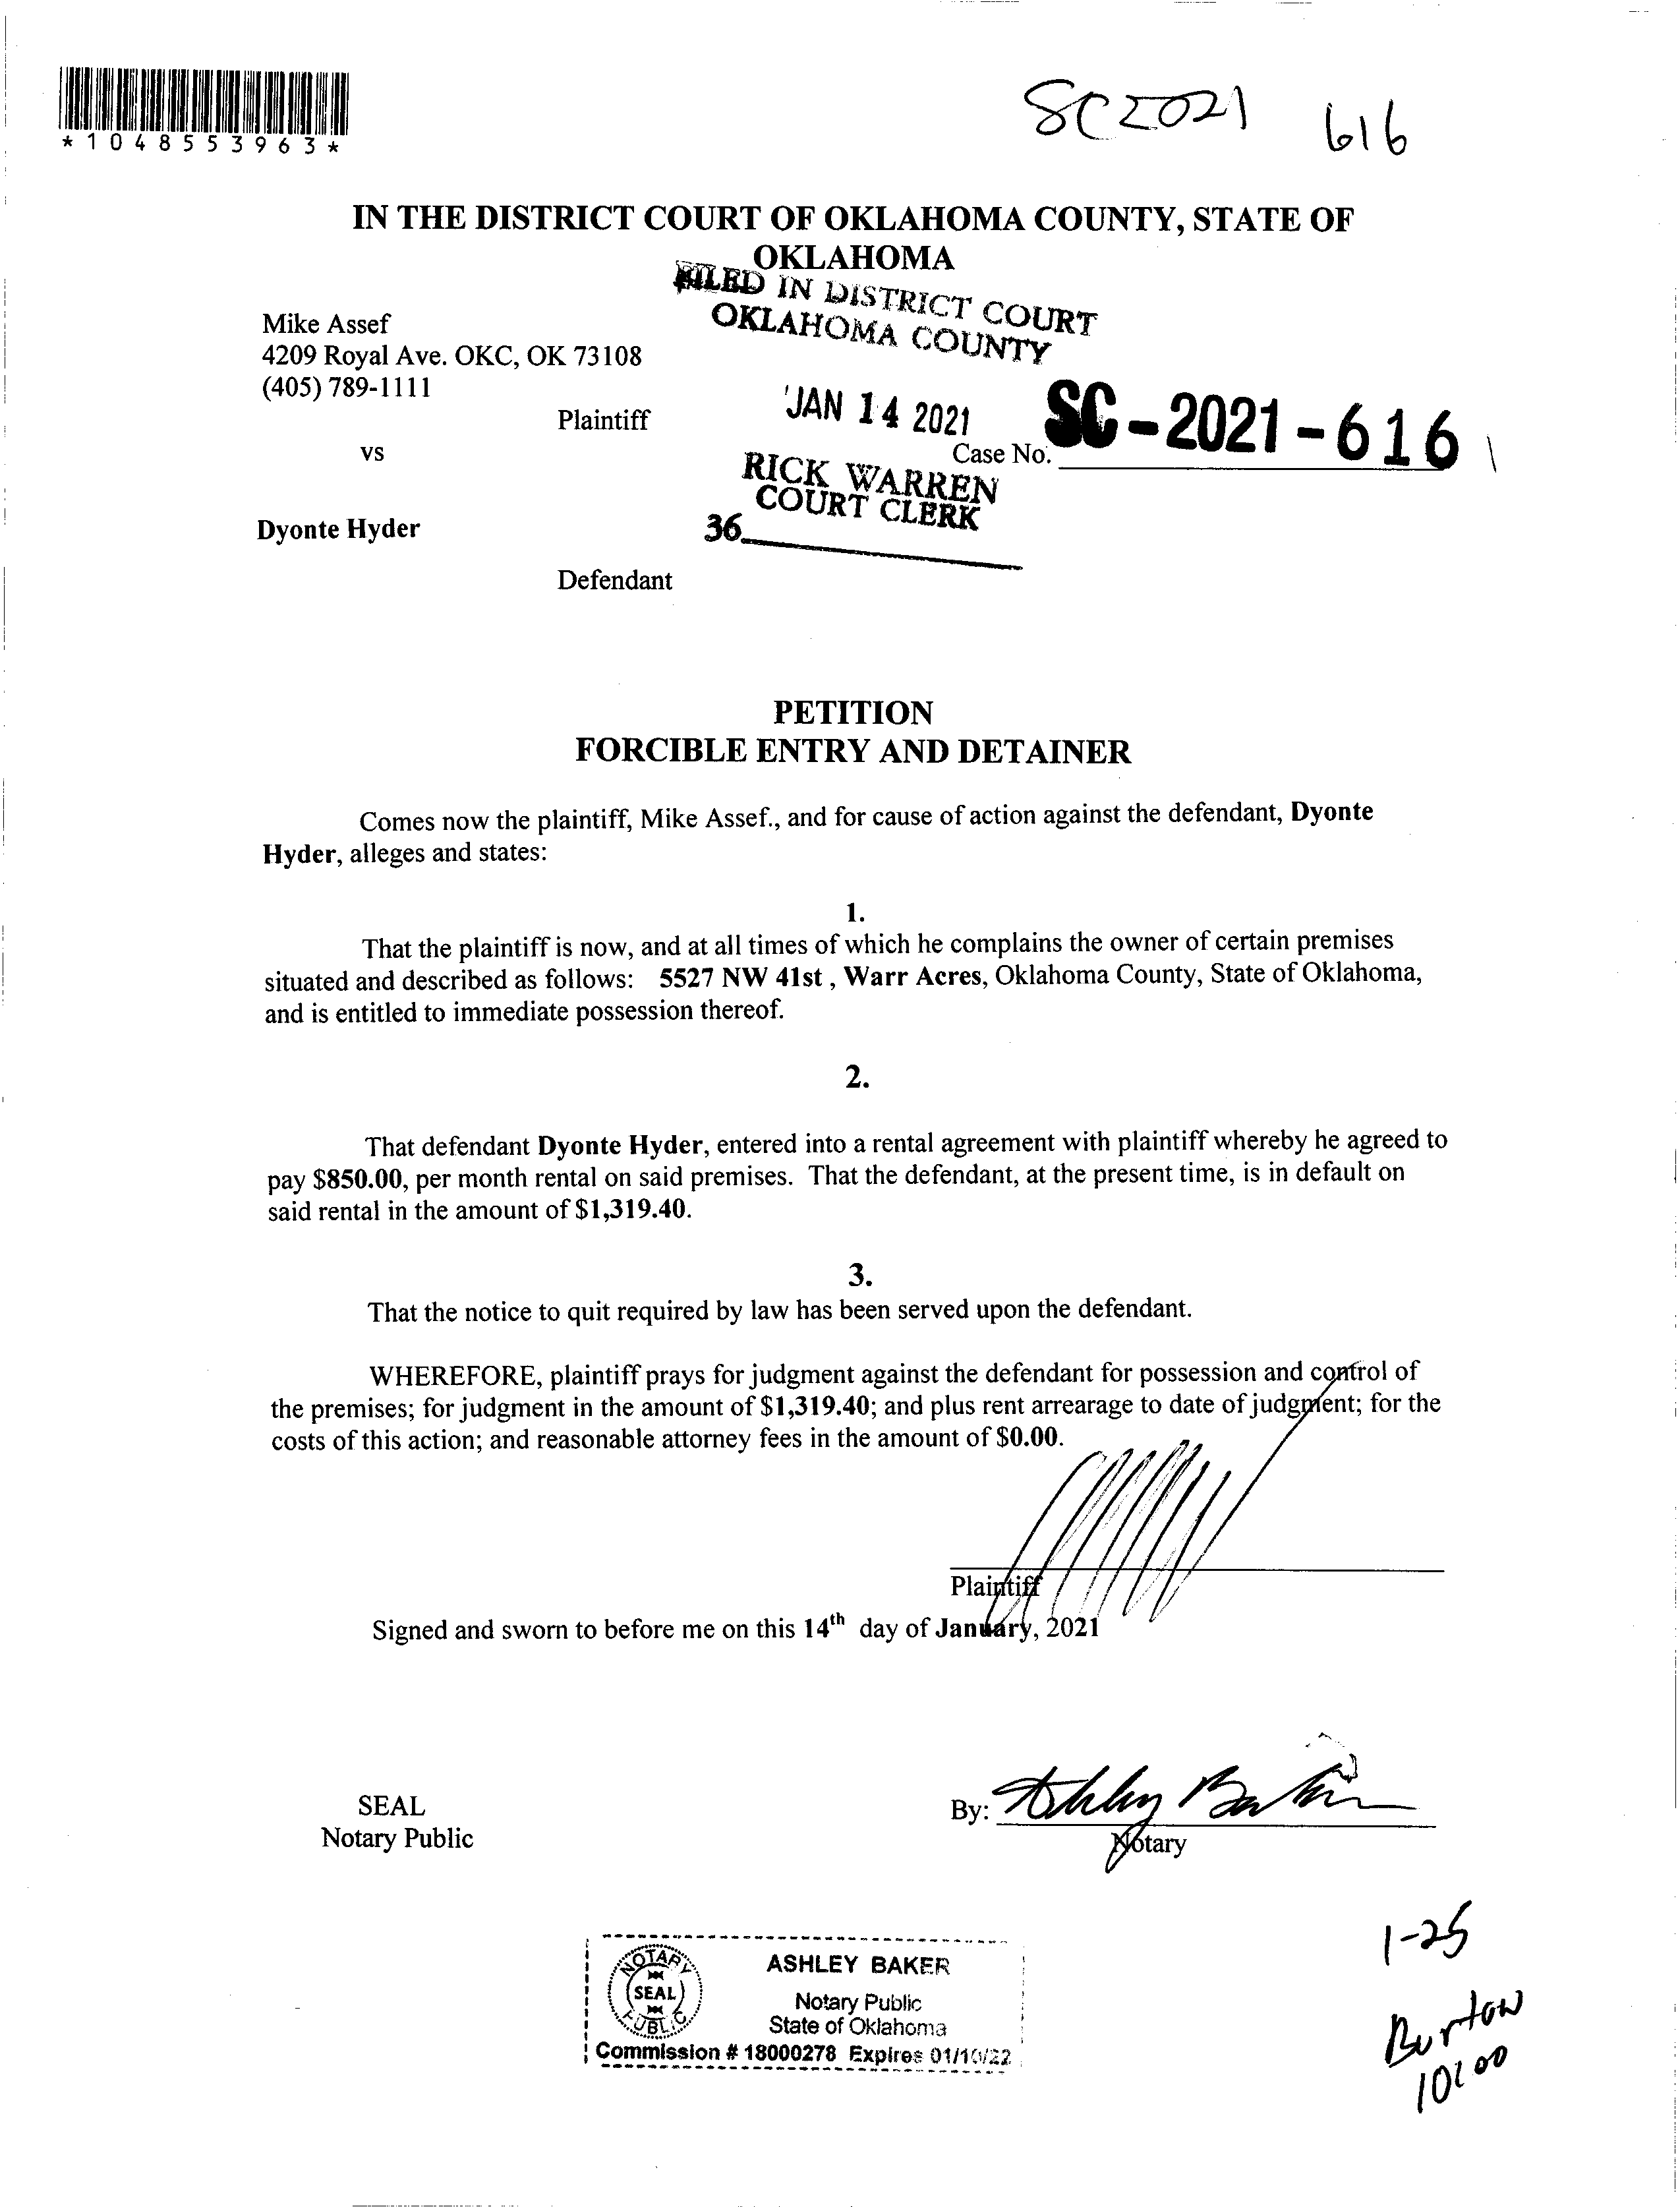 *1048553963*
SC2021 616
IN THE DISTRICT COURT OF OKLAHOMA COUNTY, STATE OF
OKLAHOMA
FILED IN DISTRICT COURT
OKLAHOMA COUNTY
Mike Assef
4209 Royal Ave. OKC, OK 73108
(405) 789-1111
Plaintiff
JAN 14 2021
Case No. SC-2021-616
vs
RICK WARREN
COURT CLERK
36
Dyonte Hyder
Defendant
PETITION
FORCIBLE ENTRY AND DETAINER
Comes now the plaintiff, Mike Assef., and for cause of action against the defendant, Dyonte
Hyder, alleges and states:
1.
That the plaintiff is now, and at all times of which he complains the owner of certain premises
situated and described as follows: 5527 NW 41st , Warr Acres, Oklahoma County, State of Oklahoma,
and is entitled to immediate possession thereof.
2.
That defendant Dyonte Hyder, entered into a rental agreement with plaintiff whereby he agreed to
pay $850.00, per month rental on said premises. That the defendant, at the present time, is in default on
said rental in the amount of $1,319.40.
3.
That the notice to quit required by law has been served upon the defendant.
WHEREFORE, plaintiff prays for judgment against the defendant for possession and control of
the premises; for judgment in the amount of $1,319.40; and plus rent arrearage to date of judgment; for the
costs of this action; and reasonable attorney fees in the amount of $0.00.
Plaintiff
Signed and sworn to before me on this 14th day of January, 2021
SEAL
Notary Public
By: Ashley Baker
Notary
1-25
Burton
10:00
NOTARY
SEAL
PUBLIC
ASHLEY BAKER
Notary Public
State of Oklahoma
Commission # 18000278 Expires 01/10/22